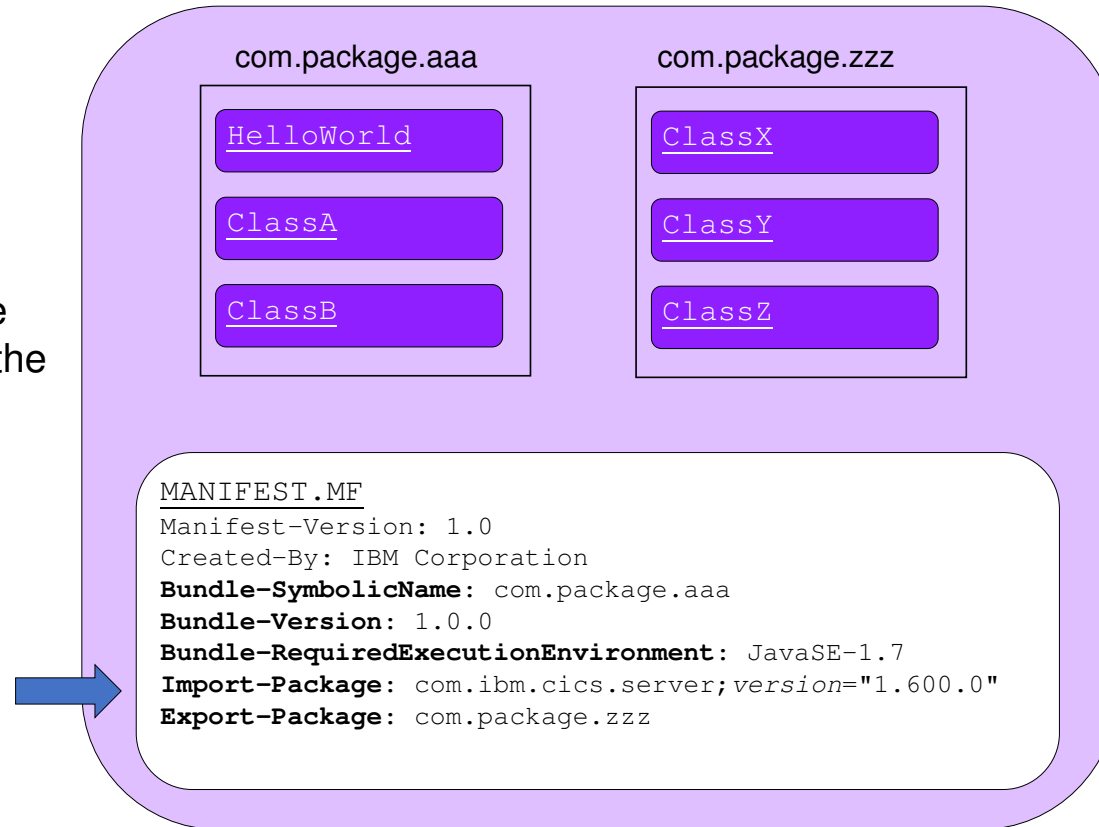 com.package.aaa
com.package.zzz
HelloWorld
ClassA
ClassB
ClassX
ClassY
ClassZ
e
the
MANIFEST.MF
Manifest-Version: 1.0
Created-By: IBM Corporation
Bundle-SymbolicName: com.package.aaa
Bundle-Version: 1.0.0
Bundle-RequiredExecutionEnvironment: JavaSE-1.7
Import-Package: com.ibm.cics.server;version="1.600.0"
Export-Package: com.package.zzz